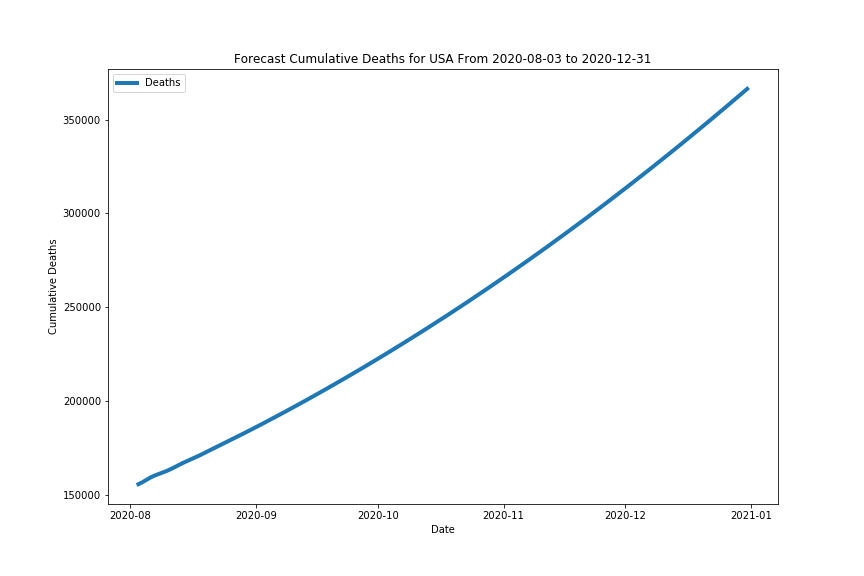 Forecast Cumulative Deaths for USA From 2020-08-03 to 2020-12-31
Deaths
350000
300000
250000
200000
150000
Cumulative Deaths
2020-08
2020-09
2020-10
2020-11
2020-12
2021-01
Date